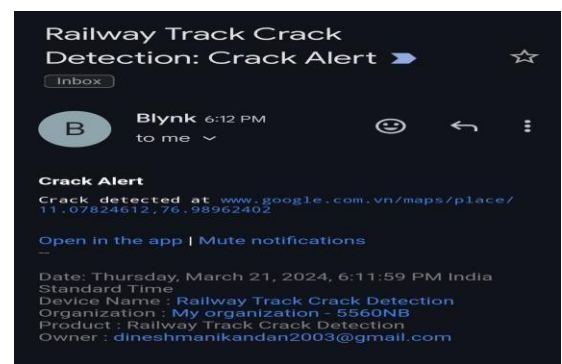 Railway Track Crack
Detection: Crack Alert
Inbox
B
Blynk 6:12 PM
to me
Crack Alert
Crack detected at www.google.com.vn/maps/place/
11.07824612,76.98962402
Open in the app | Mute notifications
--
Date: Thursday, March 21, 2024, 6:11:59 PM India
Standard Time
Device Name : Railway Track Crack Detection
Organization : My organization - 5560NB
Product : Railway Track Crack Detection
Owner : dineshmanikandan2003@gmail.com